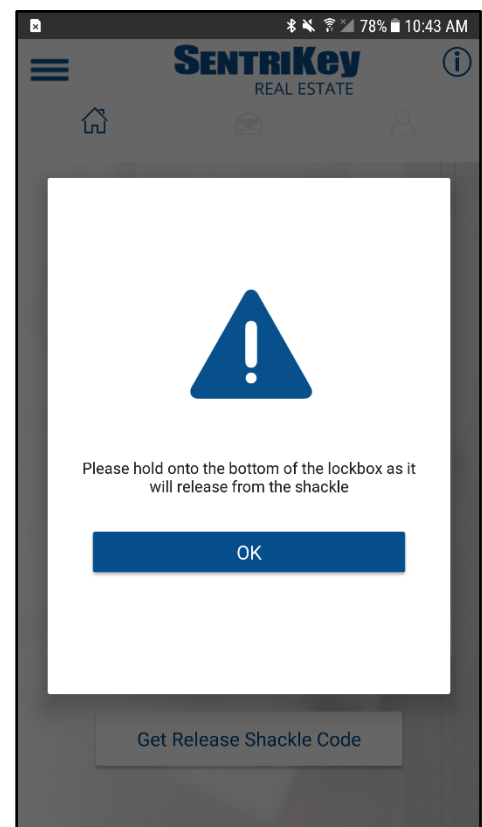 78% 10:43 AM
SENTRIKEY
REAL ESTATE
Please hold onto the bottom of the lockbox as it
will release from the shackle
OK
Get Release Shackle Code